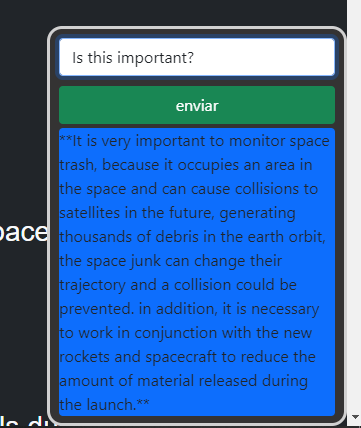 Is this important?
enviar
pace
**It is very important to monitor space
trash, because it occupies an area in
the space and can cause collisions to
satellites in the future, generating
thousands of debris in the earth orbit,
the space junk can change their
trajectory and a collision could be
prevented. in addition, it is necessary
to work in conjunction with the new
rockets and spacecraft to reduce the
amount of material released during
the launch.**